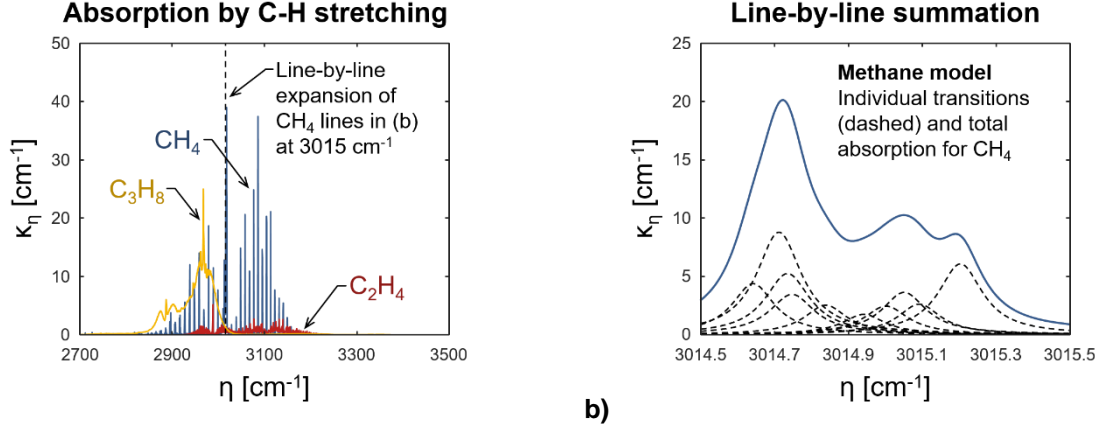 Absorption by C-H stretching
50
40
30
20
10
0
κη [cm⁻¹]
Line-by-line
expansion of
CH₄ lines in (b)
at 3015 cm⁻¹
CH₄
C₃H₈
C₂H₄
2700 2900 3100 3300 3500
η [cm⁻¹]
b)
Line-by-line summation
25
20
15
10
5
0
κη [cm⁻¹]
Methane model
Individual transitions
(dashed) and total
absorption for CH₄
3014.5 3014.7 3014.9 3015.1 3015.3 3015.5
η [cm⁻¹]